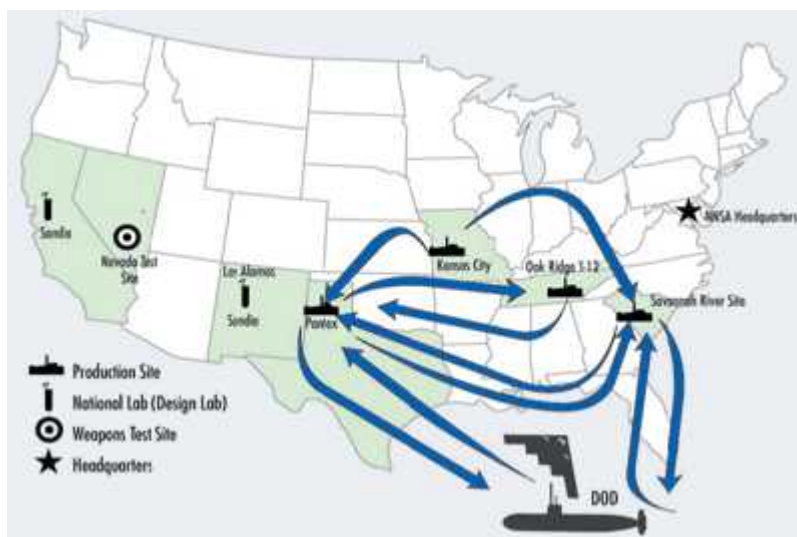 NNSA Headquarters
Sandia
Nevada Test
Site
Los Alamos
Sandia
Kansas City
Oak Ridge Y-12
Pantex
Savannah River Site
Production Site
National Lab (Design Lab)
Weapons Test Site
Headquarters
DOD